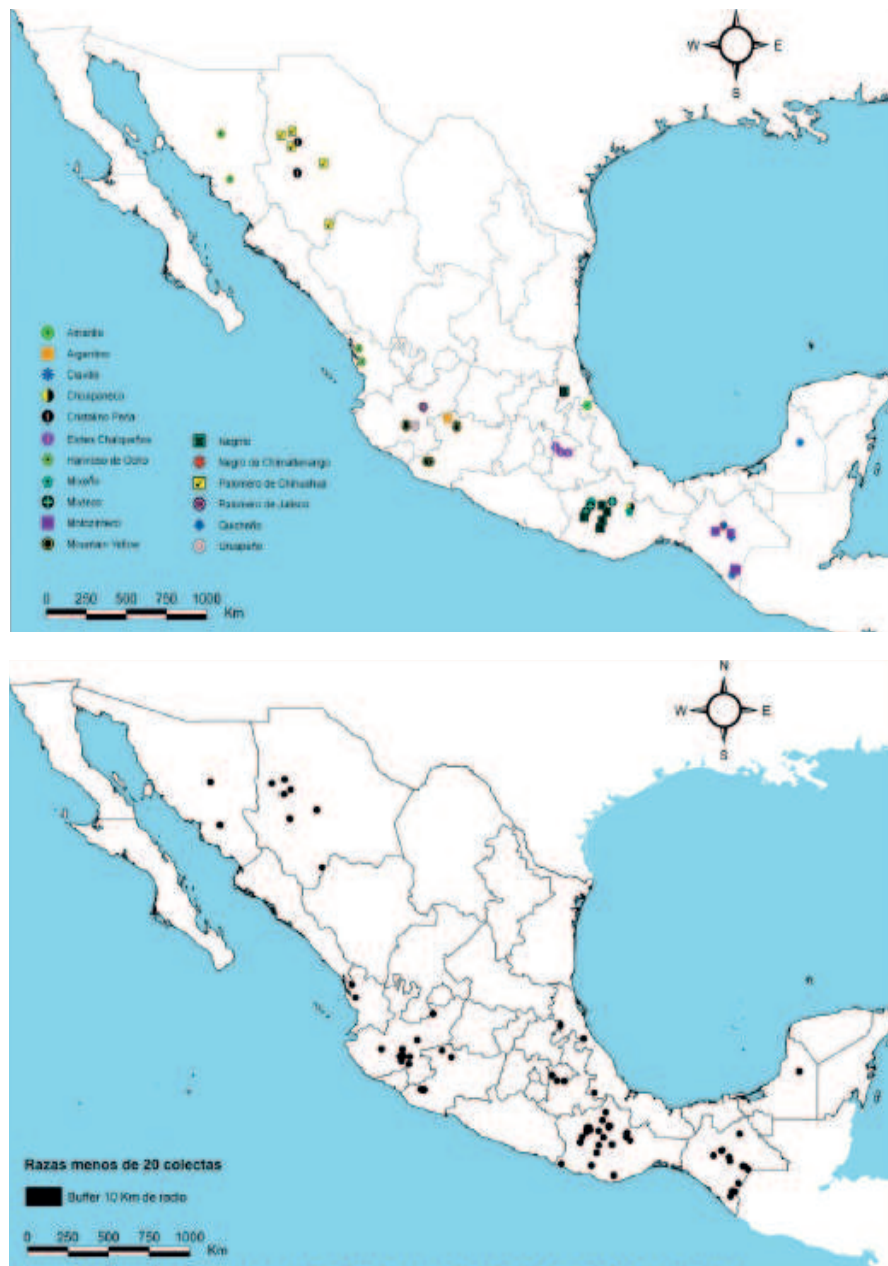 W E
S
Amarillo
Argentino
Clavillo
Choapaneco
Cristalino Perla
Elotes Chalqueños
Harinoso de Ocho
Mixeño
Mixteco
Motozinteco
Mountain Yellow
Negrito
Negro de Chimaltenango
Palomero de Chihuahua
Palomero de Jalisco
Quicheño
Uruapeño
0 250 500 750 1000
Km
N
W E
S
Razas menos de 20 colectas
Buffer 10 Km de radio
0 250 500 750 1000
Km